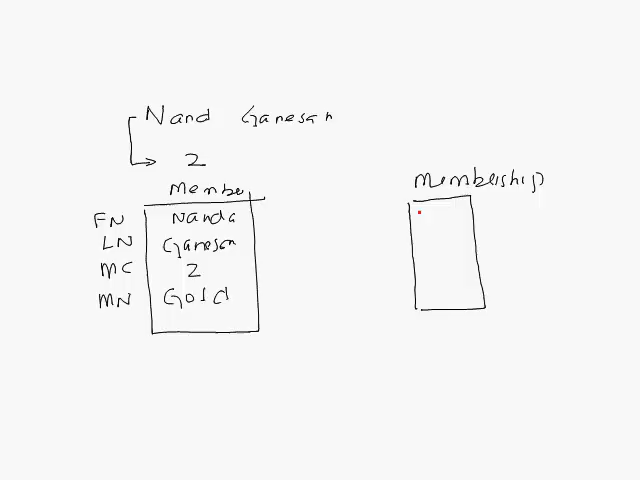 Nand Ganesan
2
Member
Membership
FN Nanda
LN Ganesan
MC 2
MN Gold